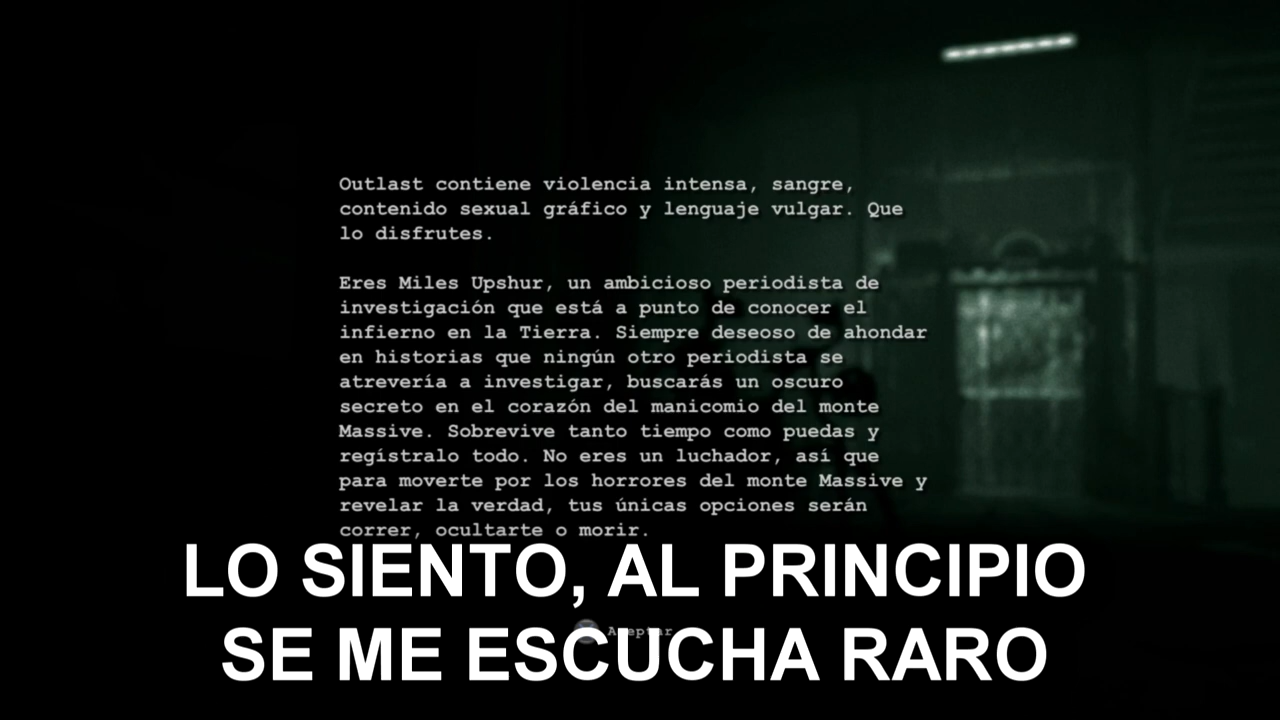 Outlast contiene violencia intensa, sangre,
contenido sexual gráfico y lenguaje vulgar. Que
lo disfrutes.
Eres Miles Upshur, un ambicioso periodista de
investigación que está a punto de conocer el
infierno en la Tierra. Siempre deseoso de ahondar
en historias que ningún otro periodista se
atrevería a investigar, buscarás un oscuro
secreto en el corazón del manicomio del monte
Massive. Sobrevive tanto tiempo como puedas y
regístralo todo. No eres un luchador, así que
para moverte por los horrores del monte Massive y
revelar la verdad, tus únicas opciones serán
correr, ocultarte o morir.
LO SIENTO, AL PRINCIPIO
Aceptar
SE ME ESCUCHA RARO